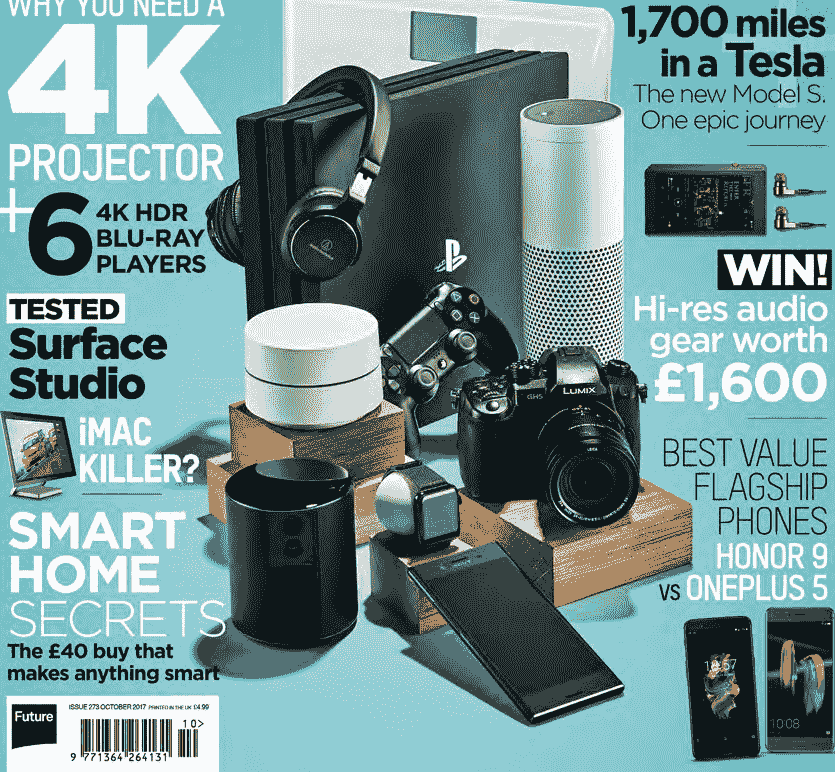 WHY YOU NEED A
4K
PROJECTOR
+6 4K HDR
BLU-RAY
PLAYERS
TESTED
Surface
Studio
iMAC
KILLER?
SMART
HOME
SECRETS
The £40 buy that
makes anything smart
Future
ISSUE 273 OCTOBER 2017 PRINTED IN THE UK £4.99
10>
9 771364 264131
1,700 miles
in a Tesla
The new Model S.
One epic journey
WIN!
Hi-res audio
gear worth
£1,600
BEST VALUE
FLAGSHIP
PHONES
HONOR 9
vs ONEPLUS 5
GH5
LUMIX
10:08